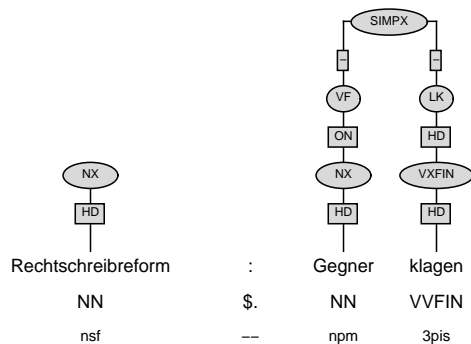 SIMPX
– –
VF LK
ON HD
NX NX VXFIN
HD HD HD
Rechtschreibreform : Gegner klagen
NN $. NN VVFIN
nsf –– npm 3pis